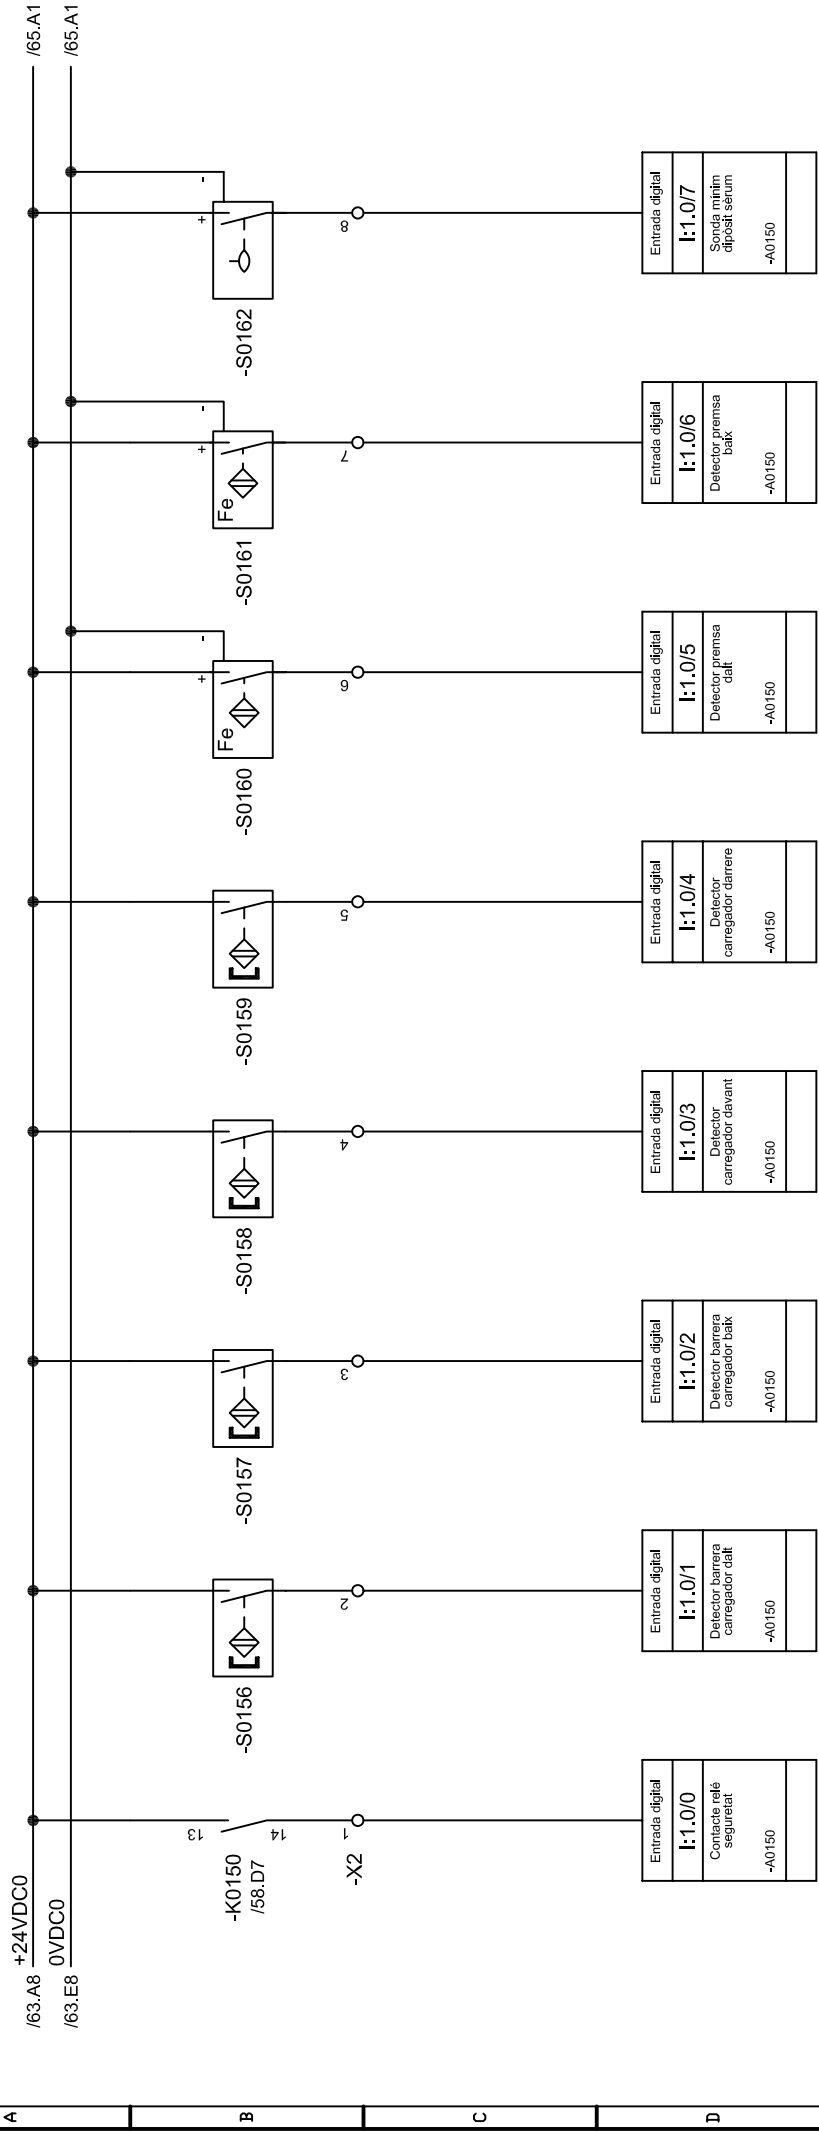 /63.A8
+24VDC0
/65.A1
/63.E8
0VDC0
/65.A1
-K0150
/58.D7
13
14
-X2
1
-S0156
2
-S0157
3
-S0158
4
-S0159
5
-S0160
Fe
+
-
6
-S0161
Fe
+
-
7
-S0162
+
-
8
Entrada digital
I:1.0/0
Contacte relé
seguretat
-A0150
Entrada digital
I:1.0/1
Detector barrera
carregador dalt
-A0150
Entrada digital
I:1.0/2
Detector barrera
carregador baix
-A0150
Entrada digital
I:1.0/3
Detector
carregador davant
-A0150
Entrada digital
I:1.0/4
Detector
carregador darrere
-A0150
Entrada digital
I:1.0/5
Detector premsa
dalt
-A0150
Entrada digital
I:1.0/6
Detector premsa
baix
-A0150
Entrada digital
I:1.0/7
Sonda mínim
dipòsit sèrum
-A0150
A
B
C
D